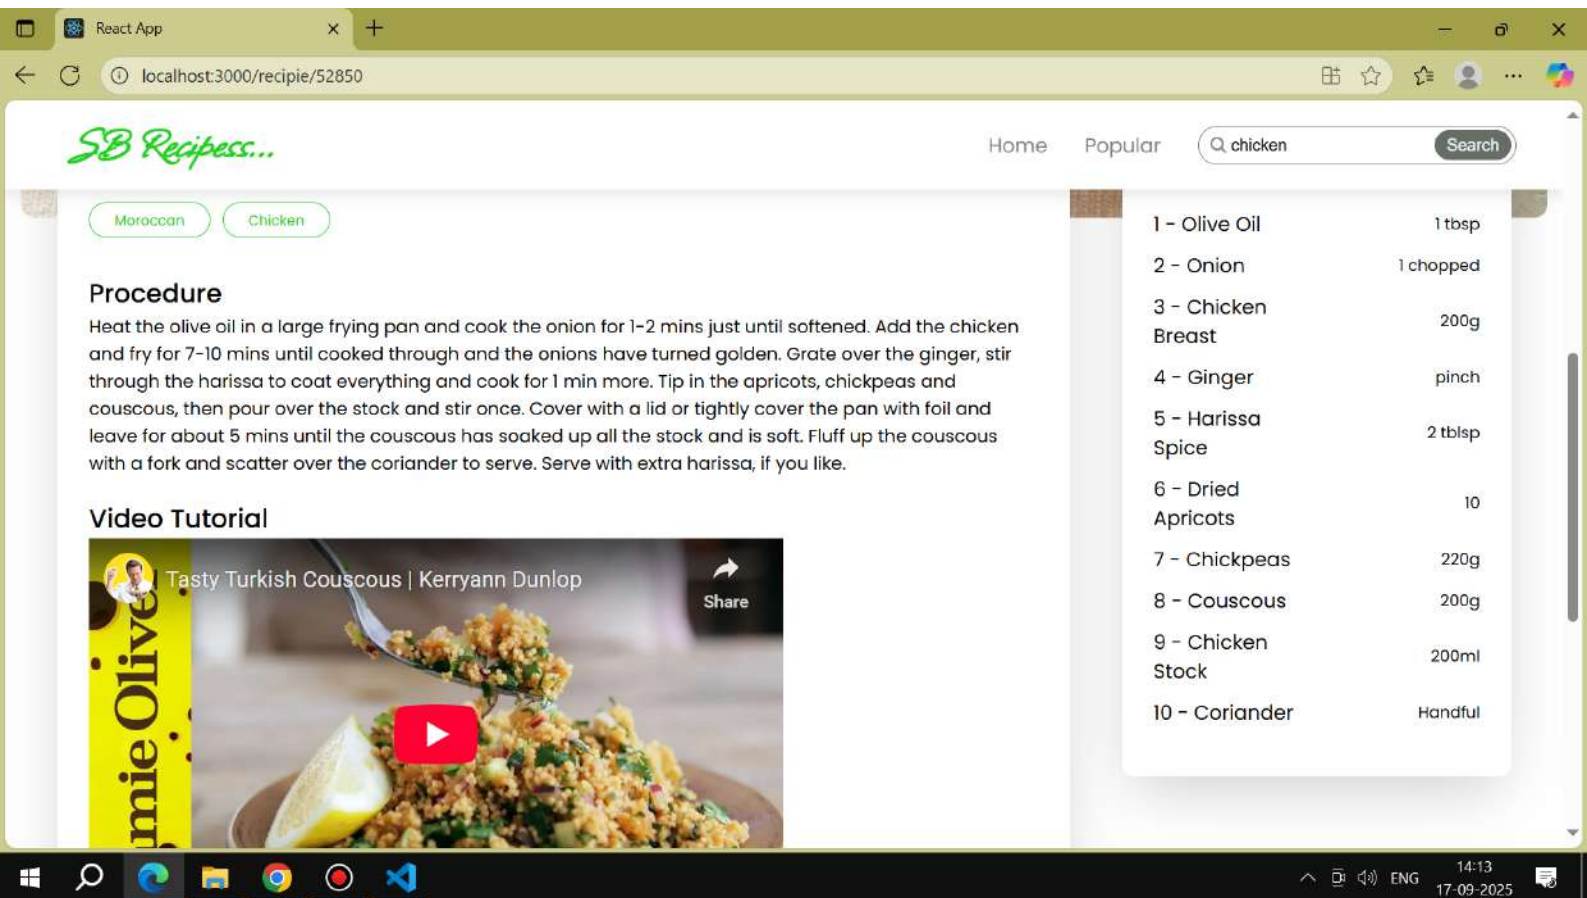 React App
localhost:3000/recipie/52850
SB Recipess...
Home
Popular
chicken
Search
Moroccan
Chicken
Procedure
Heat the olive oil in a large frying pan and cook the onion for 1-2 mins just until softened. Add the chicken
and fry for 7-10 mins until cooked through and the onions have turned golden. Grate over the ginger, stir
through the harissa to coat everything and cook for 1 min more. Tip in the apricots, chickpeas and
couscous, then pour over the stock and stir once. Cover with a lid or tightly cover the pan with foil and
leave for about 5 mins until the couscous has soaked up all the stock and is soft. Fluff up the couscous
with a fork and scatter over the coriander to serve. Serve with extra harissa, if you like.
Video Tutorial
Tasty Turkish Couscous | Kerryann Dunlop
Share
mie Oliver
1 - Olive Oil 1 tbsp
2 - Onion 1 chopped
3 - Chicken
Breast 200g
4 - Ginger pinch
5 - Harissa
Spice 2 tblsp
6 - Dried
Apricots 10
7 - Chickpeas 220g
8 - Couscous 200g
9 - Chicken
Stock 200ml
10 - Coriander Handful
ENG
14:13
17-09-2025